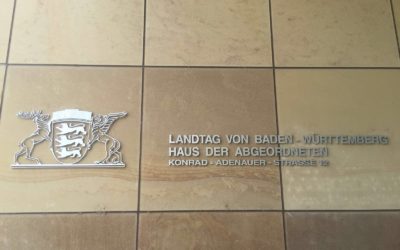 LANDTAG VON BADEN-WÜRTTEMBERG
HAUS DER ABGEORDNETEN
KONRAD-ADENAUER-STRASSE 12